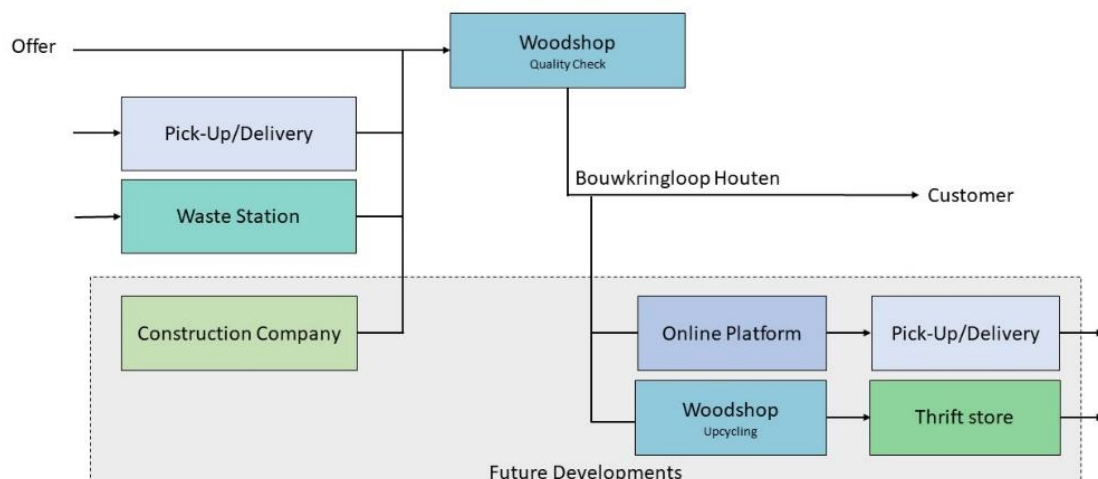 Offer
Woodshop
Quality Check
Pick-Up/Delivery
Waste Station
Bouwkringloop Houten
Customer
Construction Company
Online Platform
Pick-Up/Delivery
Woodshop
Upcycling
Thrift store
Future Developments